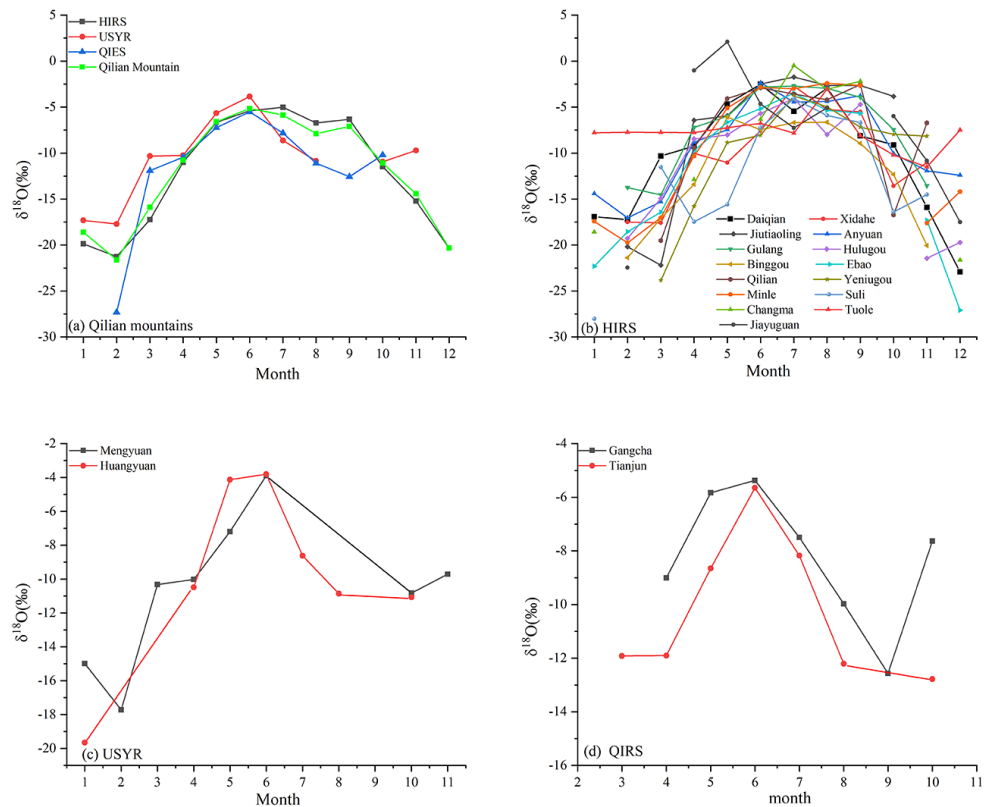 HIRS
USYR
QIES
Qilian Mountain
5
0
-5
-10
-15
-20
-25
-30
δ¹⁸O(‰)
(a) Qilian mountains
1 2 3 4 5 6 7 8 9 10 11 12
Month
5
0
-5
-10
-15
-20
-25
-30
δ¹⁸O(‰)
Daiqian Xidahe
Jiutiaoling Anyuan
Gulang Hulugou
Binggou Ebao
Qilian Yeniugou
Minle Suli
Changma Tuole
Jiayuguan
(b) HIRS
1 2 3 4 5 6 7 8 9 10 11 12
Month
Mengyuan
Huangyuan
-2
-4
-6
-8
-10
-12
-14
-16
-18
-20
δ¹⁸O(‰)
(c) USYR
1 2 3 4 5 6 7 8 9 10 11
Month
Gangcha
Tianjun
-4
-6
-8
-10
-12
-14
-16
δ¹⁸O(‰)
(d) QIRS
2 3 4 5 6 7 8 9 10 11
month